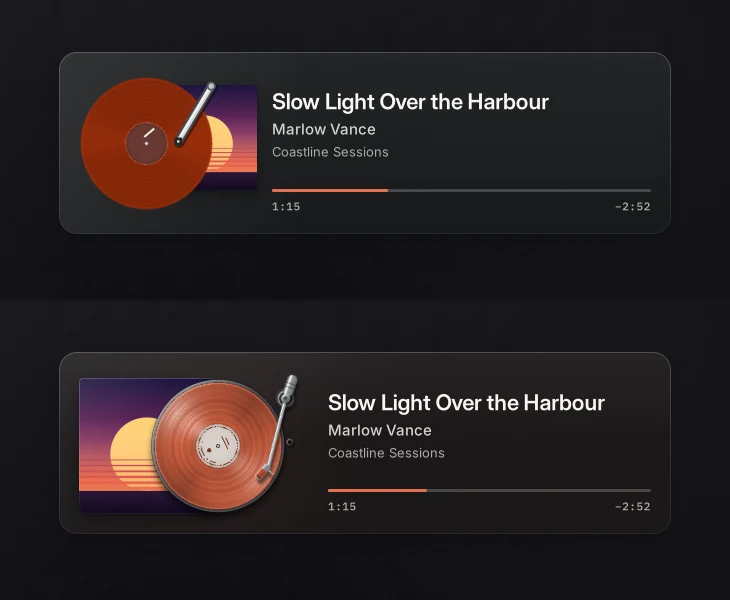 Slow Light Over the Harbour
Marlow Vance
Coastline Sessions
1:15
−2:52
Slow Light Over the Harbour
Marlow Vance
Coastline Sessions
1:15
−2:52